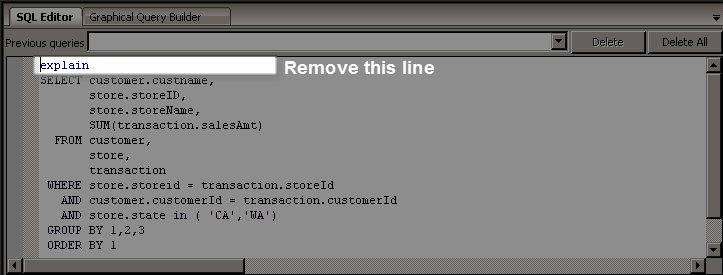 SQL Editor Graphical Query Builder
Previous queries Delete Delete All
explain Remove this line
SELECT customer.custname,
store.storeID,
store.storeName,
SUM(transaction.salesAmt)
FROM customer,
store,
transaction
WHERE store.storeid = transaction.storeId
AND customer.customerId = transaction.customerId
AND store.state in ( 'CA','WA')
GROUP BY 1,2,3
ORDER BY 1